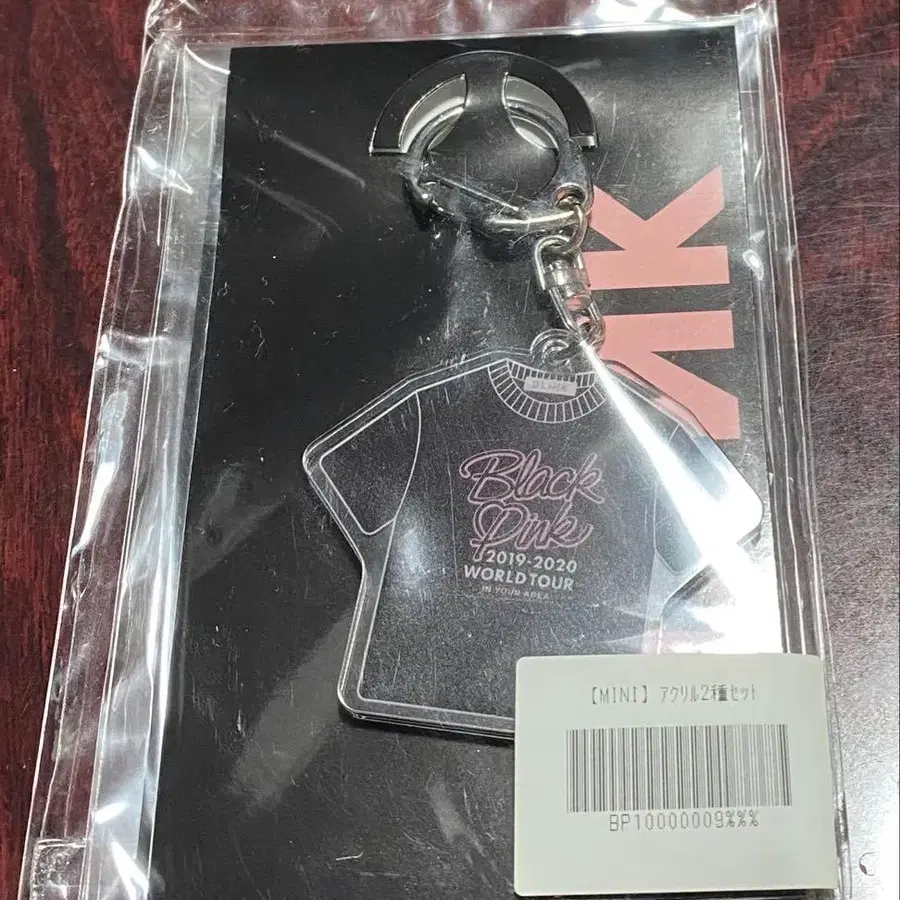 BLACK
Black
Pink
2019-2020
WORLD TOUR
IN YOUR AREA
NK
【MINI】アクリル2種セット
BP10000009%%%